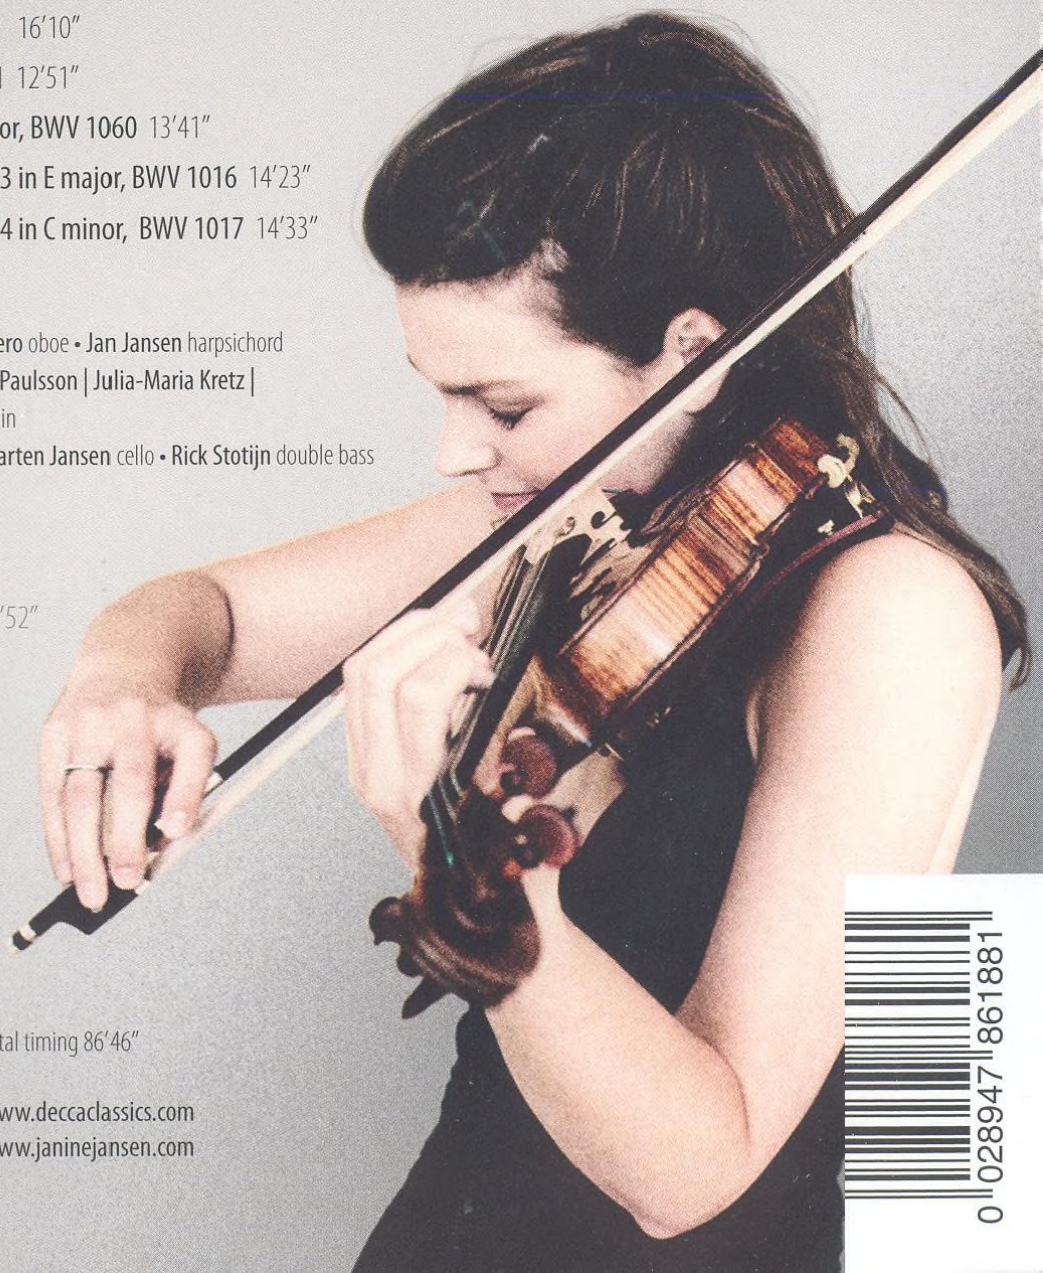 16’10”
12’51”
or, BWV 1060 13’41”
3 in E major, BWV 1016 14’23”
4 in C minor, BWV 1017 14’33”
ero oboe • Jan Jansen harpsichord
Paulsson | Julia-Maria Kretz |
in
arten Jansen cello • Rick Stotijn double bass
’52”
tal timing 86’46”
ww.deccaclassics.com
ww.janinejansen.com
0 028947 861881